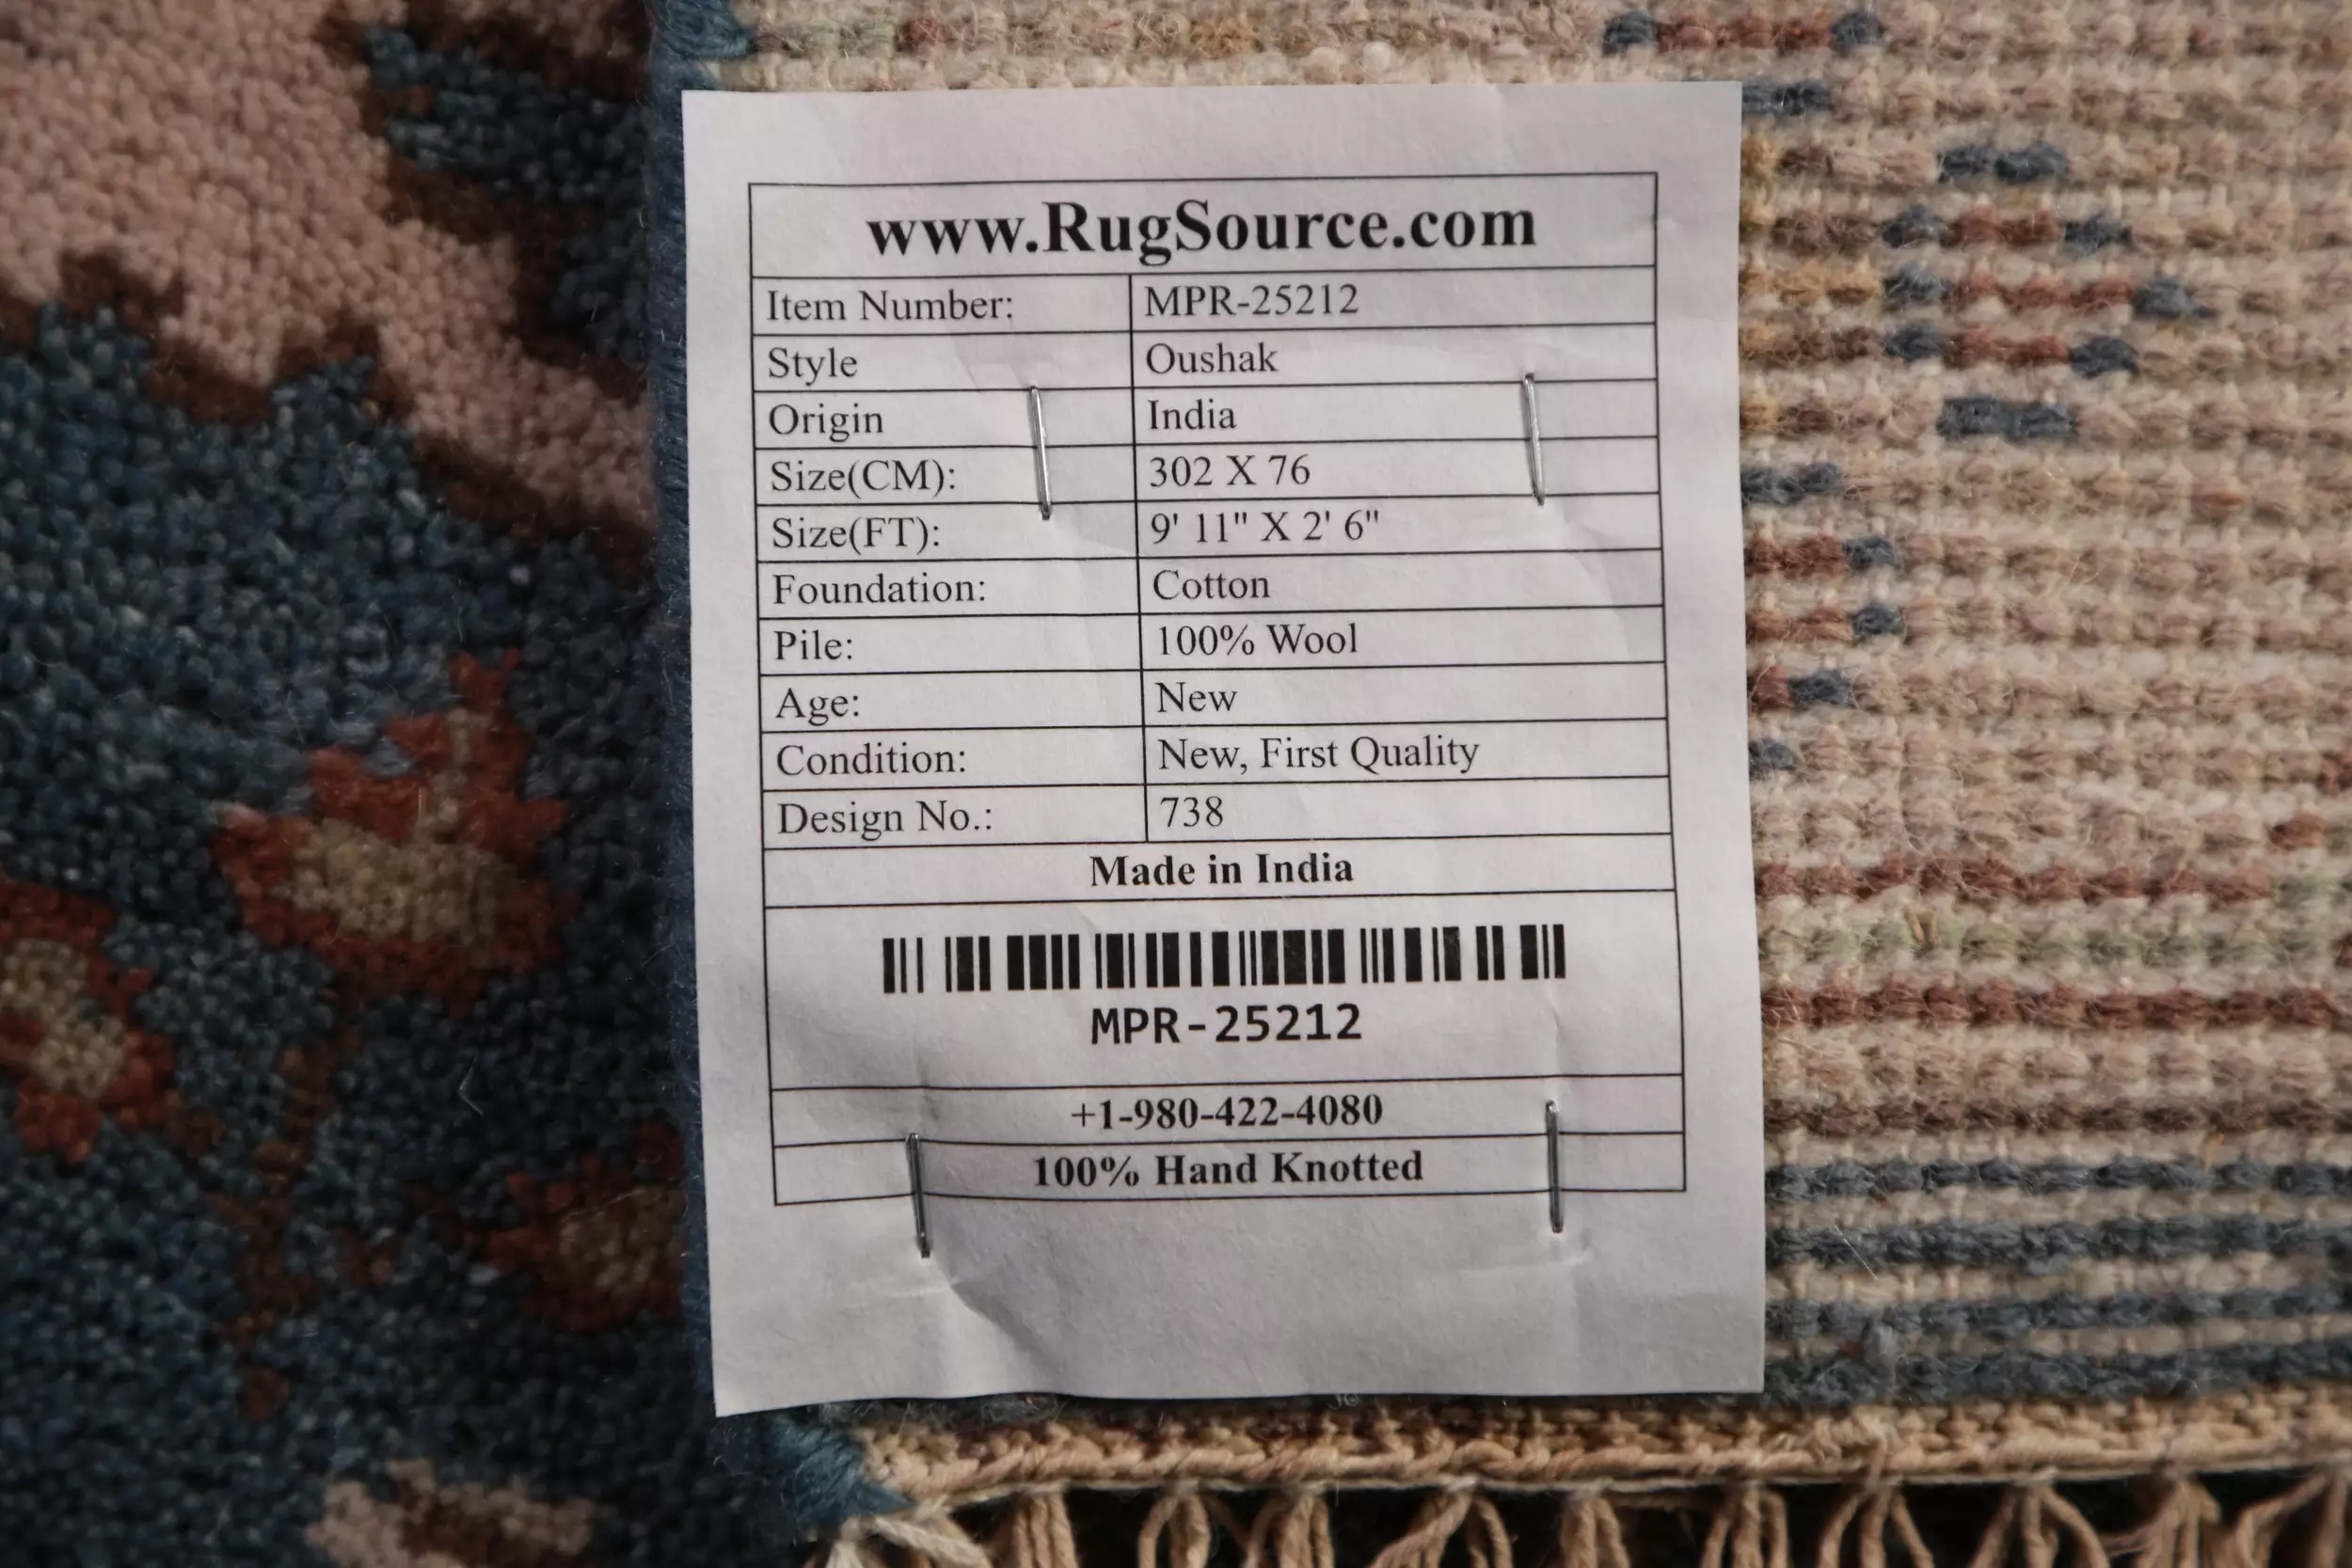 www.RugSource.com
Item Number: MPR-25212
Style Oushak
Origin India
Size(CM): 302 X 76
Size(FT): 9' 11" X 2' 6"
Foundation: Cotton
Pile: 100% Wool
Age: New
Condition: New, First Quality
Design No.: 738
Made in India
MPR-25212
+1-980-422-4080
100% Hand Knotted